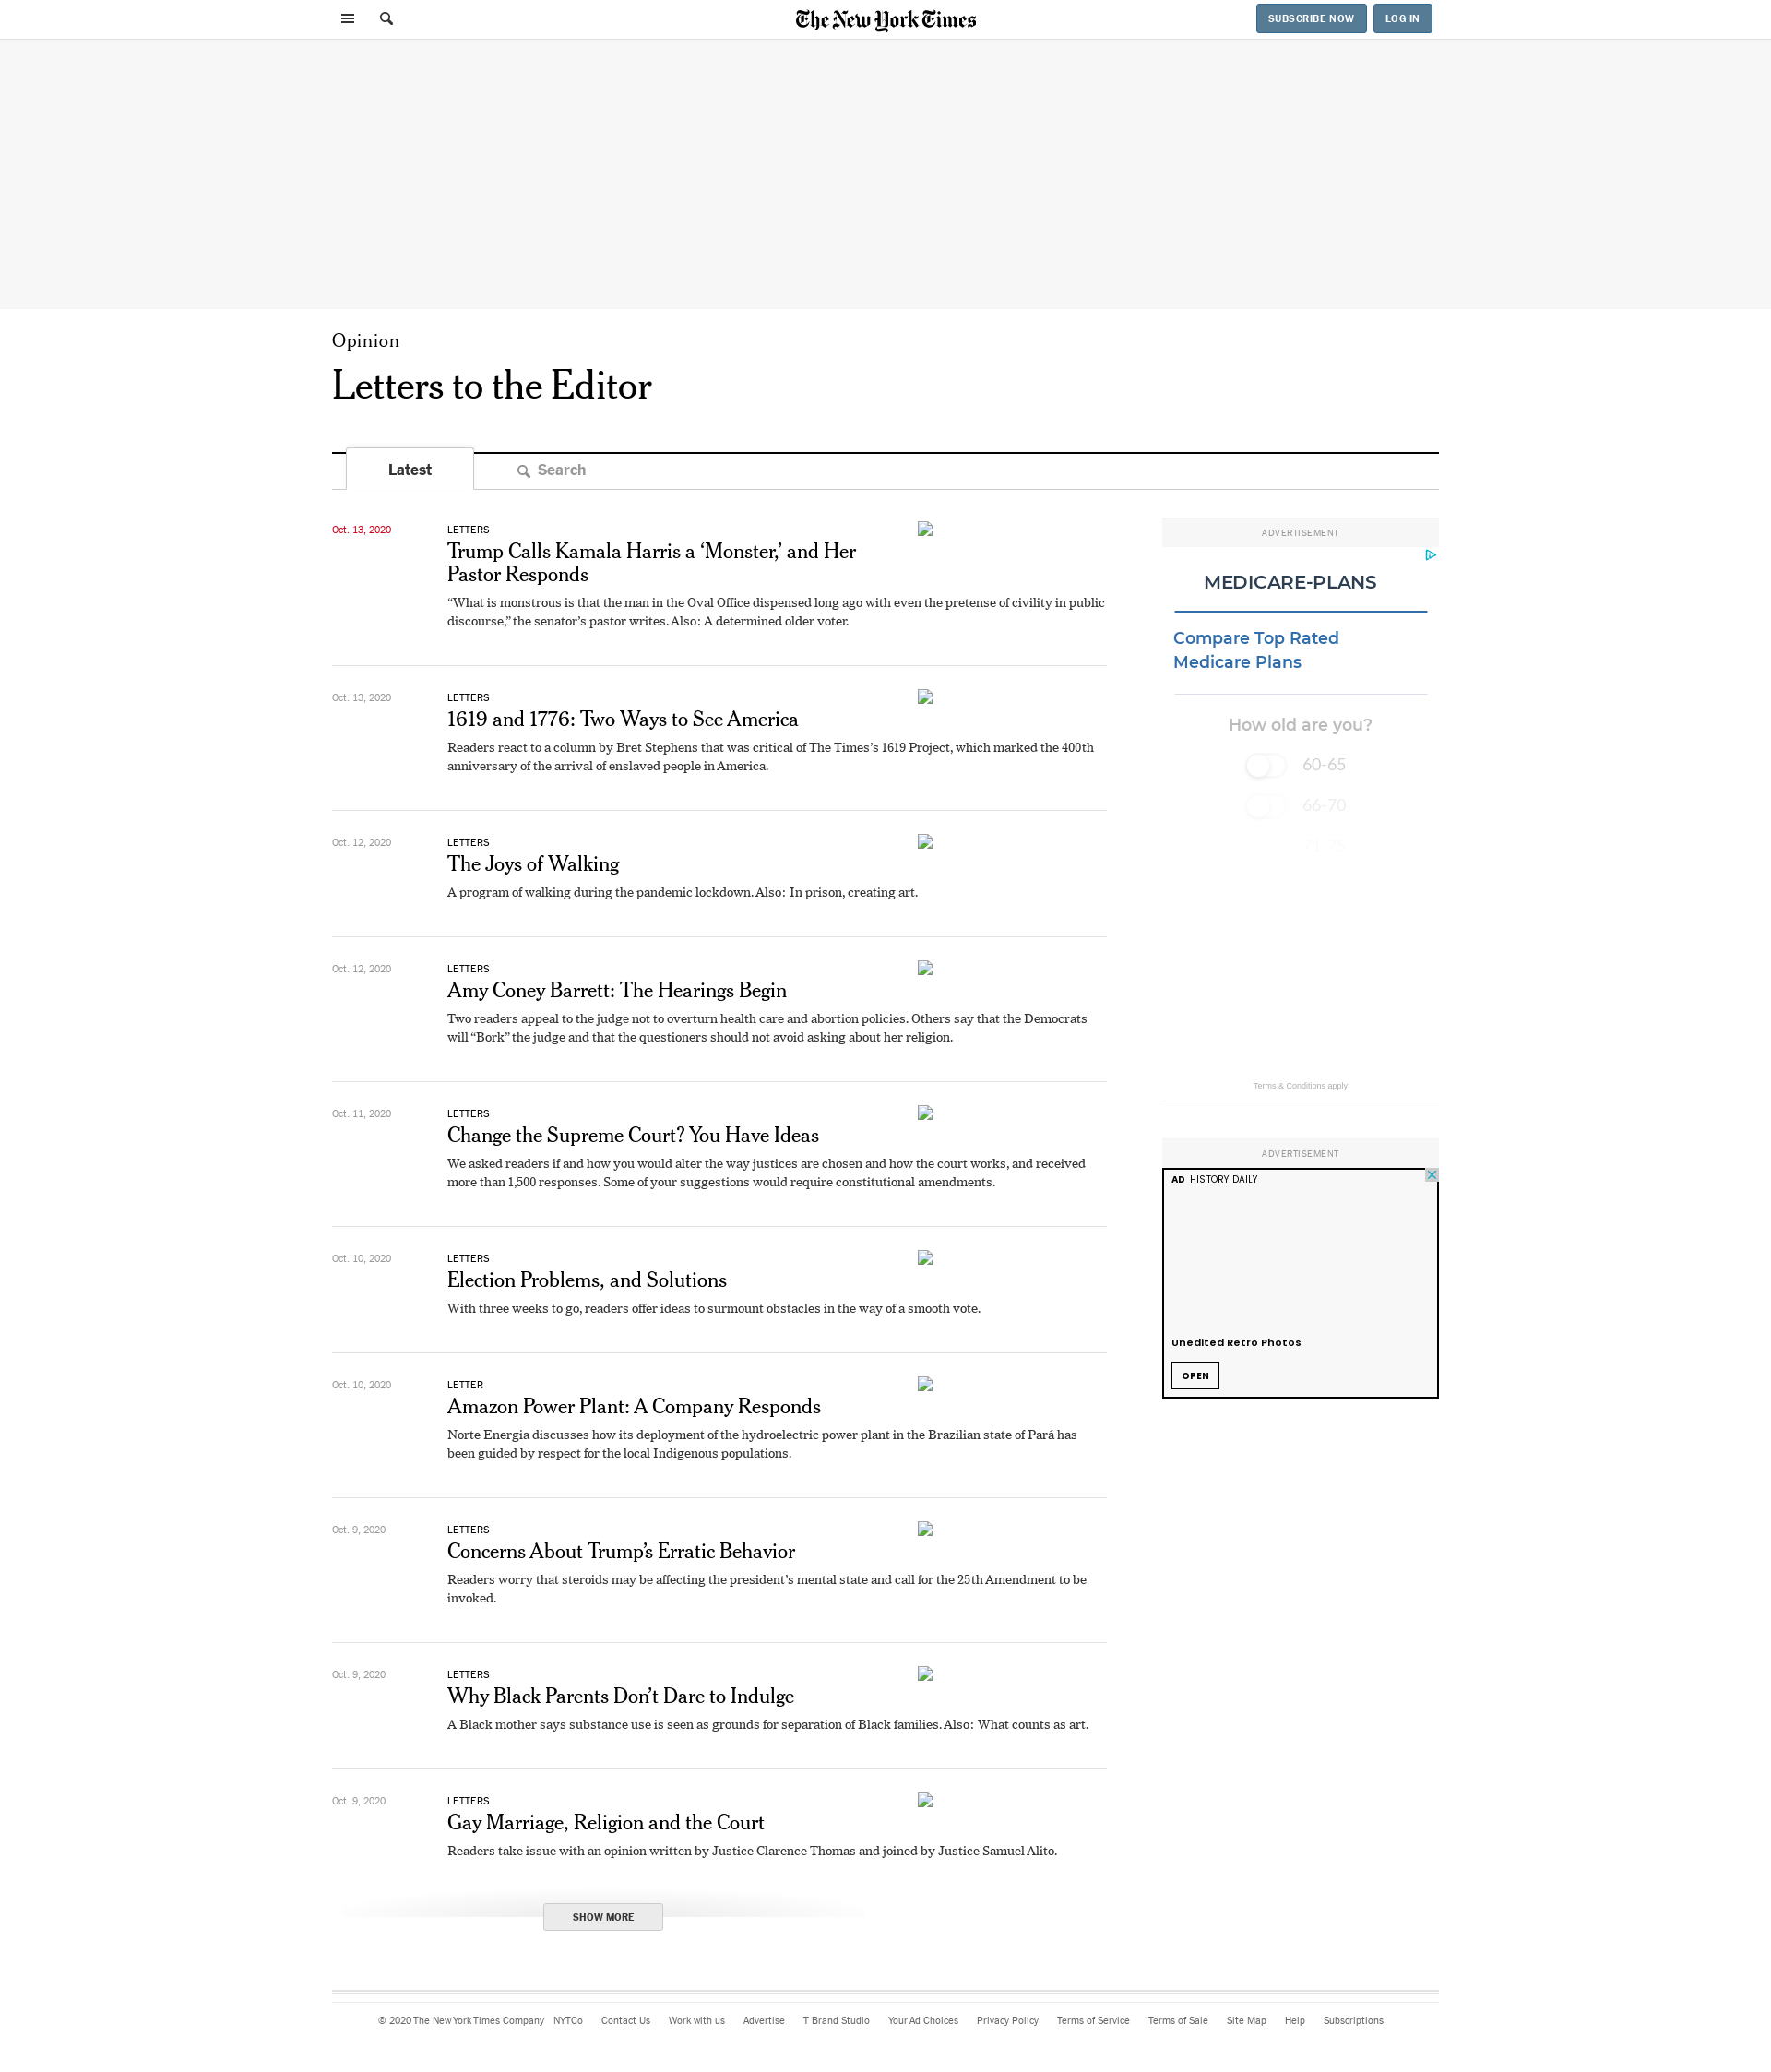 The New York Times
SUBSCRIBE NOW
LOG IN
Opinion
Letters to the Editor
Latest
Search
Oct. 13, 2020
LETTERS
Trump Calls Kamala Harris a ‘Monster,’ and Her
Pastor Responds
“What is monstrous is that the man in the Oval Office dispensed long ago with even the pretense of civility in public
discourse,” the senator’s pastor writes. Also: A determined older voter.
Oct. 13, 2020
LETTERS
1619 and 1776: Two Ways to See America
Readers react to a column by Bret Stephens that was critical of The Times’s 1619 Project, which marked the 400th
anniversary of the arrival of enslaved people in America.
Oct. 12, 2020
LETTERS
The Joys of Walking
A program of walking during the pandemic lockdown. Also: In prison, creating art.
Oct. 12, 2020
LETTERS
Amy Coney Barrett: The Hearings Begin
Two readers appeal to the judge not to overturn health care and abortion policies. Others say that the Democrats
will “Bork” the judge and that the questioners should not avoid asking about her religion.
Oct. 11, 2020
LETTERS
Change the Supreme Court? You Have Ideas
We asked readers if and how you would alter the way justices are chosen and how the court works, and received
more than 1,500 responses. Some of your suggestions would require constitutional amendments.
Oct. 10, 2020
LETTERS
Election Problems, and Solutions
With three weeks to go, readers offer ideas to surmount obstacles in the way of a smooth vote.
Oct. 10, 2020
LETTER
Amazon Power Plant: A Company Responds
Norte Energia discusses how its deployment of the hydroelectric power plant in the Brazilian state of Pará has
been guided by respect for the local Indigenous populations.
Oct. 9, 2020
LETTERS
Concerns About Trump’s Erratic Behavior
Readers worry that steroids may be affecting the president’s mental state and call for the 25th Amendment to be
invoked.
Oct. 9, 2020
LETTERS
Why Black Parents Don’t Dare to Indulge
A Black mother says substance use is seen as grounds for separation of Black families. Also: What counts as art.
Oct. 9, 2020
LETTERS
Gay Marriage, Religion and the Court
Readers take issue with an opinion written by Justice Clarence Thomas and joined by Justice Samuel Alito.
SHOW MORE
ADVERTISEMENT
MEDICARE-PLANS
Compare Top Rated
Medicare Plans
How old are you?
60-65
66-70
Terms & Conditions apply
ADVERTISEMENT
AD HISTORY DAILY
Unedited Retro Photos
OPEN
© 2020 The New York Times Company NYTCo Contact Us Work with us Advertise T Brand Studio Your Ad Choices Privacy Policy Terms of Service Terms of Sale Site Map Help Subscriptions